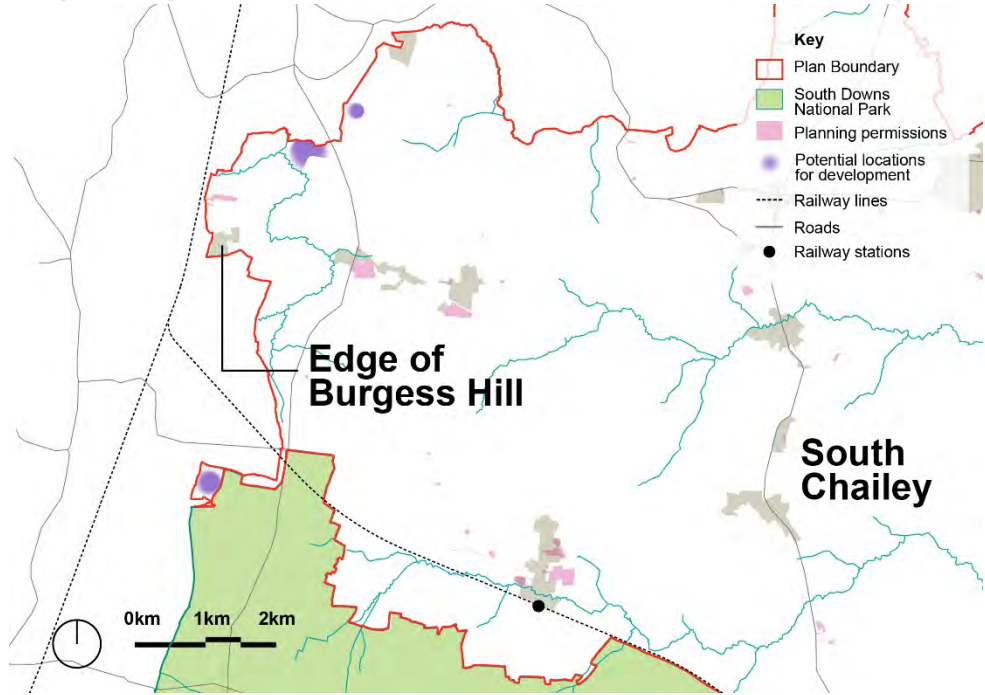 Key
Plan Boundary
South Downs
National Park
Planning permissions
Potential locations
for development
Railway lines
Roads
Railway stations
Edge of
Burgess Hill
South
Chailey
0km 1km 2km